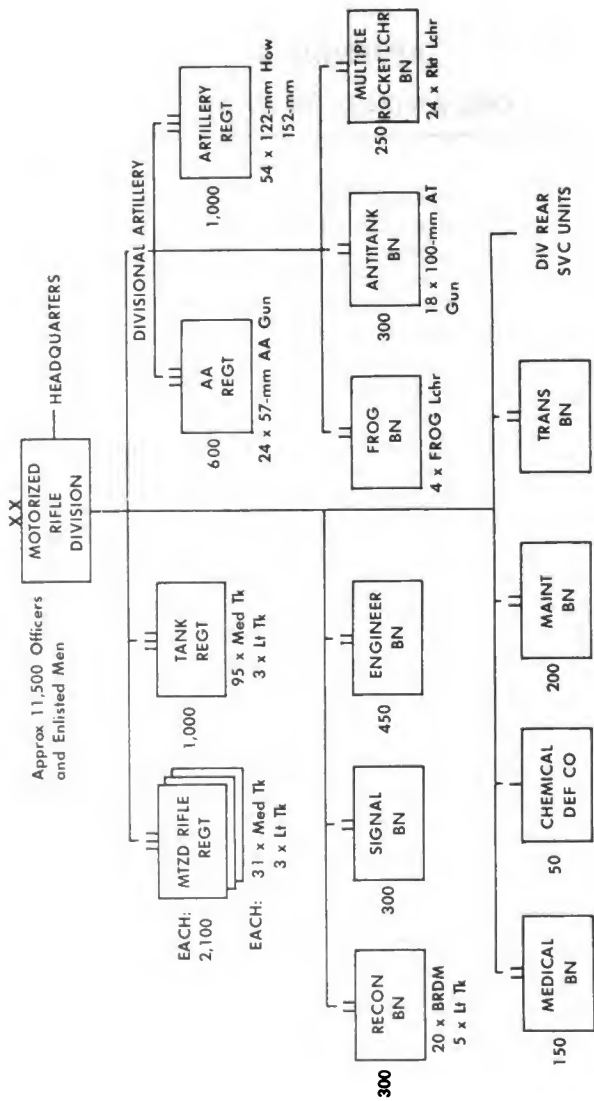 XX
MOTORIZED
RIFLE
DIVISION
HEADQUARTERS
Approx 11,500 Officers
and Enlisted Men
MTZD RIFLE
REGT
EACH:
2,100
EACH:
31 x Med Tk
3 x Lt Tk
TANK
REGT
1,000
95 x Med Tk
3 x Lt Tk
DIVISIONAL ARTILLERY
AA
REGT
600
24 x 57-mm AA Gun
ARTILLERY
REGT
1,000
54 x 122-mm How
152-mm
RECON
BN
300
20 x BRDM
5 x Lt Tk
SIGNAL
BN
300
ENGINEER
BN
450
FROG
BN
4 x FROG Lchr
ANTITANK
BN
300
18 x 100-mm AT
Gun
MULTIPLE
ROCKET LCHR
BN
250
24 x Rkt Lchr
MEDICAL
BN
150
CHEMICAL
DEF CO
50
MAINT
BN
200
TRANS
BN
DIV REAR
SVC UNITS